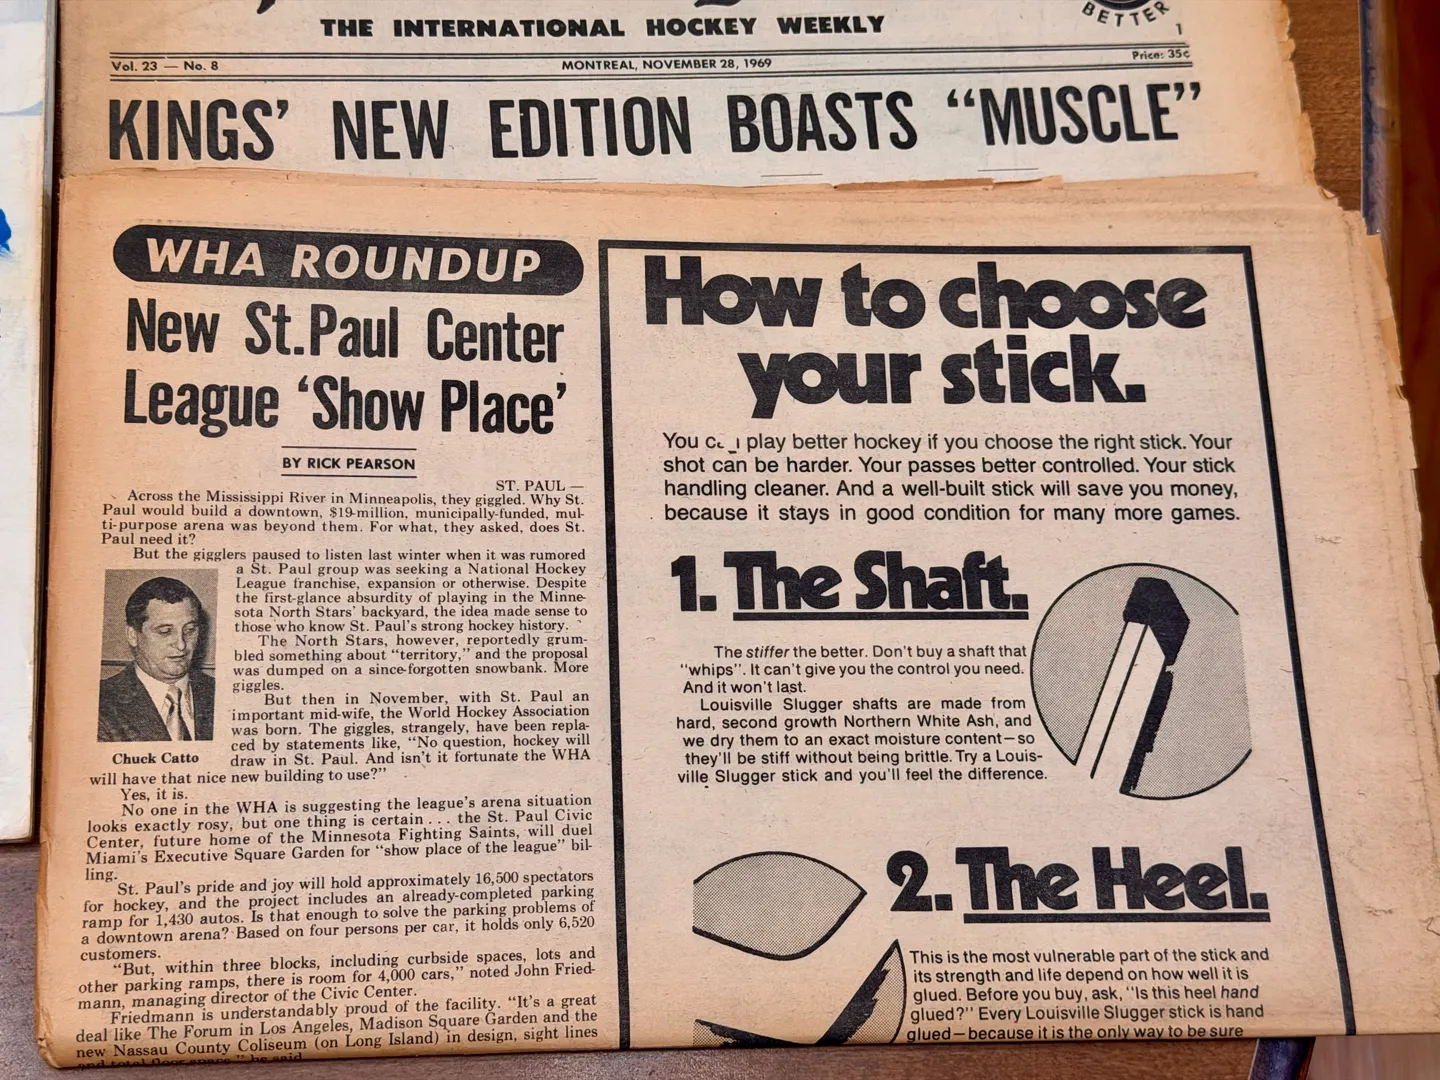 BETTER
THE INTERNATIONAL HOCKEY WEEKLY
1
Vol. 23 — No. 8
MONTREAL, NOVEMBER 28, 1969
Price: 35c
KINGS' NEW EDITION BOASTS “MUSCLE”
WHA ROUNDUP
New St.Paul Center
League ‘Show Place’
BY RICK PEARSON
ST. PAUL —
Across the Mississippi River in Minneapolis, they giggled. Why St.
Paul would build a downtown, $19-million, municipally-funded, mul-
ti-purpose arena was beyond them. For what, they asked, does St.
Paul need it?
But the gigglers paused to listen last winter when it was rumored
a St. Paul group was seeking a National Hockey
League franchise, expansion or otherwise. Despite
the first-glance absurdity of playing in the Minne-
sota North Stars' backyard, the idea made sense to
those who know St. Paul's strong hockey history.
The North Stars, however, reportedly grum-
bled something about “territory,” and the proposal
was dumped on a since-forgotten snowbank. More
giggles.
But then in November, with St. Paul an
important mid-wife, the World Hockey Association
was born. The giggles, strangely, have been repla-
ced by statements like, “No question, hockey will
draw in St. Paul. And isn't it fortunate the WHA
Chuck Catto
will have that nice new building to use?”
Yes, it is.
No one in the WHA is suggesting the league's arena situation
looks exactly rosy, but one thing is certain . . . the St. Paul Civic
Center, future home of the Minnesota Fighting Saints, will duel
Miami's Executive Square Garden for “show place of the league” bil-
ling.
St. Paul's pride and joy will hold approximately 16,500 spectators
for hockey, and the project includes an already-completed parking
ramp for 1,430 autos. Is that enough to solve the parking problems of
a downtown arena? Based on four persons per car, it holds only 6,520
customers.
“But, within three blocks, including curbside spaces, lots and
other parking ramps, there is room for 4,000 cars,” noted John Fried-
mann, managing director of the Civic Center.
Friedmann is understandably proud of the facility. “It's a great
deal like The Forum in Los Angeles, Madison Square Garden and the
new Nassau County Coliseum (on Long Island) in design, sight lines
and total floor space,” he said.
How to choose
your stick.
You play better hockey if you choose the right stick. Your
shot can be harder. Your passes better controlled. Your stick
handling cleaner. And a well-built stick will save you money,
because it stays in good condition for many more games.
1. The Shaft.
The stiffer the better. Don't buy a shaft that
“whips”. It can't give you the control you need.
And it won't last.
Louisville Slugger shafts are made from
hard, second growth Northern White Ash, and
we dry them to an exact moisture content—so
they'll be stiff without being brittle. Try a Louis-
ville Slugger stick and you'll feel the difference.
2. The Heel.
This is the most vulnerable part of the stick and
its strength and life depend on how well it is
glued. Before you buy, ask, “Is this heel hand
glued?” Every Louisville Slugger stick is hand
glued—because it is the only way to be sure